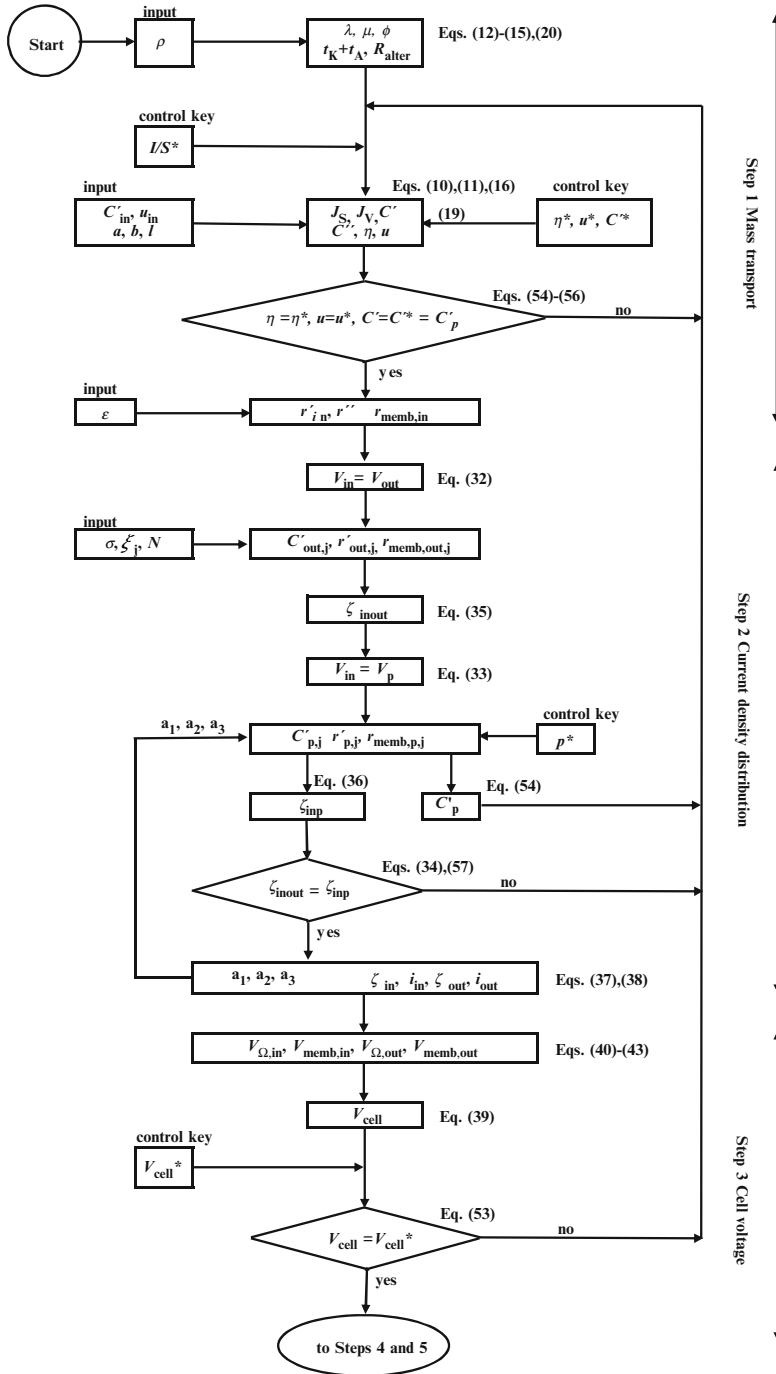 input
Start
ρ
λ, μ, ϕ
t_K+t_A, R_alter
Eqs. (12)-(15),(20)
control key
I/S*
input
C′_in, u_in
a, b, l
Eqs. (10),(11),(16)
(19)
J_S, J_V, C′
C′′, η, u
control key
η*, u*, C′*
Step 1 Mass transport
Eqs. (54)-(56)
η =η*, u=u*, C′=C′* = C′_p
no
yes
input
ε
r′_in, r′′ r_memb,in
V_in= V_out
Eq. (32)
input
σ, ξ_j, N
C′_out,j, r′_out,j, r_memb,out,j
ζ_inout
Eq. (35)
V_in = V_p
Eq. (33)
Step 2 Current density distribution
a_1, a_2, a_3
C′_p,j r′_p,j, r_memb,p,j
control key
p*
Eq. (36)
ζ_inp
C'_p
Eq. (54)
Eqs. (34),(57)
ζ_inout = ζ_inp
no
yes
a_1, a_2, a_3 ζ_in, i_in, ζ_out, i_out
Eqs. (37),(38)
V_Ω,in, V_memb,in, V_Ω,out, V_memb,out
Eqs. (40)-(43)
V_cell
Eq. (39)
control key
V_cell*
Step 3 Cell voltage
Eq. (53)
V_cell =V_cell*
no
yes
to Steps 4 and 5